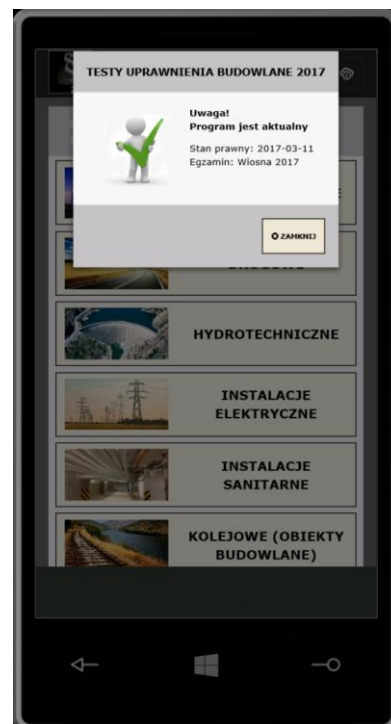 TESTY UPRAWNIENIA BUDOWLANE 2017
Uwaga!
Program jest aktualny
Stan prawny: 2017-03-11
Egzamin: Wiosna 2017
ZAMKNIJ
HYDROTECHNICZNE
INSTALACJE
ELEKTRYCZNE
INSTALACJE
SANITARNE
KOLEJOWE (OBIEKTY
BUDOWLANE)